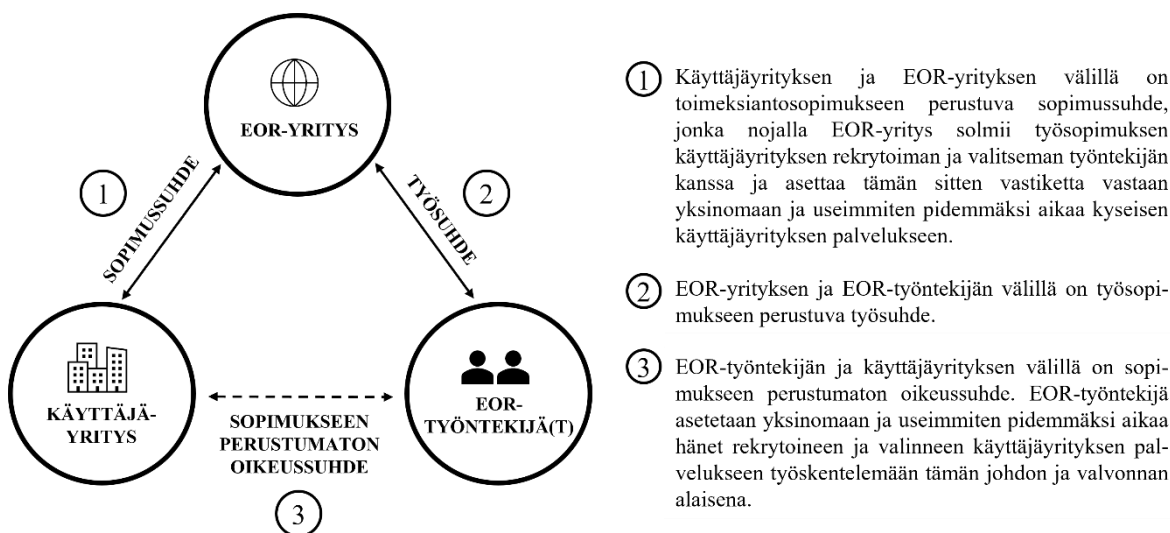 EOR-YRITYS
1
SOPIMUSSUHDE
TYÖSUHDE
2
KÄYTTÄJÄ-
YRITYS
SOPIMUKSEEN
PERUSTUMATON
OIKEUSSUHDE
3
EOR-
TYÖNTEKIJÄ(T)
1 Käyttäjäyrityksen ja EOR-yrityksen välillä on
toimeksiantosopimukseen perustuva sopimussuhde,
jonka nojalla EOR-yritys solmii työsopimuksen
käyttäjäyrityksen rekrytoiman ja valitseman työntekijän
kanssa ja asettaa tämän sitten vastiketta vastaan
yksinomaan ja useimmiten pidemmäksi aikaa kyseisen
käyttäjäyrityksen palvelukseen.
2 EOR-yrityksen ja EOR-työntekijän välillä on työsopi-
mukseen perustuva työsuhde.
3 EOR-työntekijän ja käyttäjäyrityksen välillä on sopi-
mukseen perustumaton oikeussuhde. EOR-työntekijä
asetetaan yksinomaan ja useimmiten pidemmäksi aikaa
hänet rekrytoineen ja valinneen käyttäjäyrityksen pal-
velukseen työskentelemään tämän johdon ja valvonnan
alaisena.